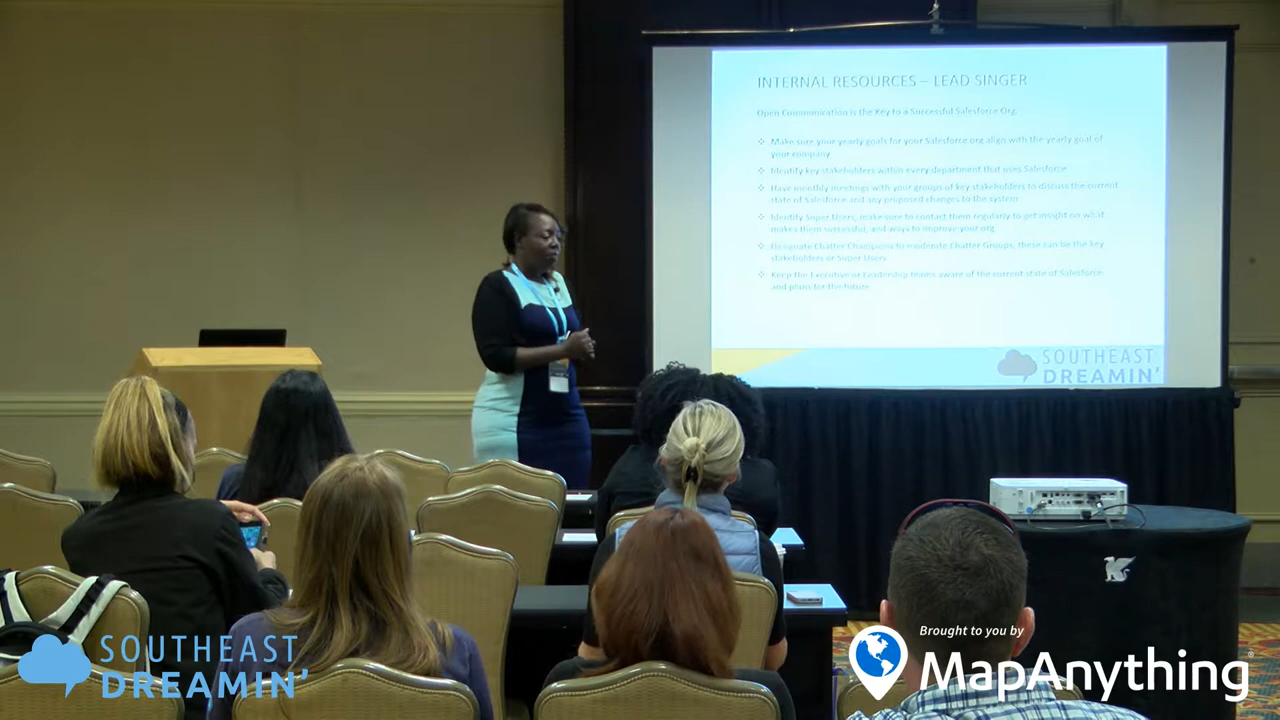 INTERNAL RESOURCES – LEAD SINGER
Open Communication is the Key to a Successful Salesforce Org.
Make sure your yearly goals for your Salesforce org align with the yearly goal of
your company
Identify key stakeholders within every department that uses Salesforce
Have monthly meetings with your groups of key stakeholders to discuss the current
state of Salesforce and any proposed changes to the system
Identify Super Users, make sure to contact them regularly to get insight on what
makes them successful, and ways to improve your org
Designate Chatter Champions to moderate Chatter Groups, these can be the key
stakeholders or Super Users
Keep the Executive or Leadership teams aware of the current state of Salesforce
and plans for the future
SOUTHEAST
DREAMIN'
SOUTHEAST
DREAMIN'
Brought to you by
MapAnything®